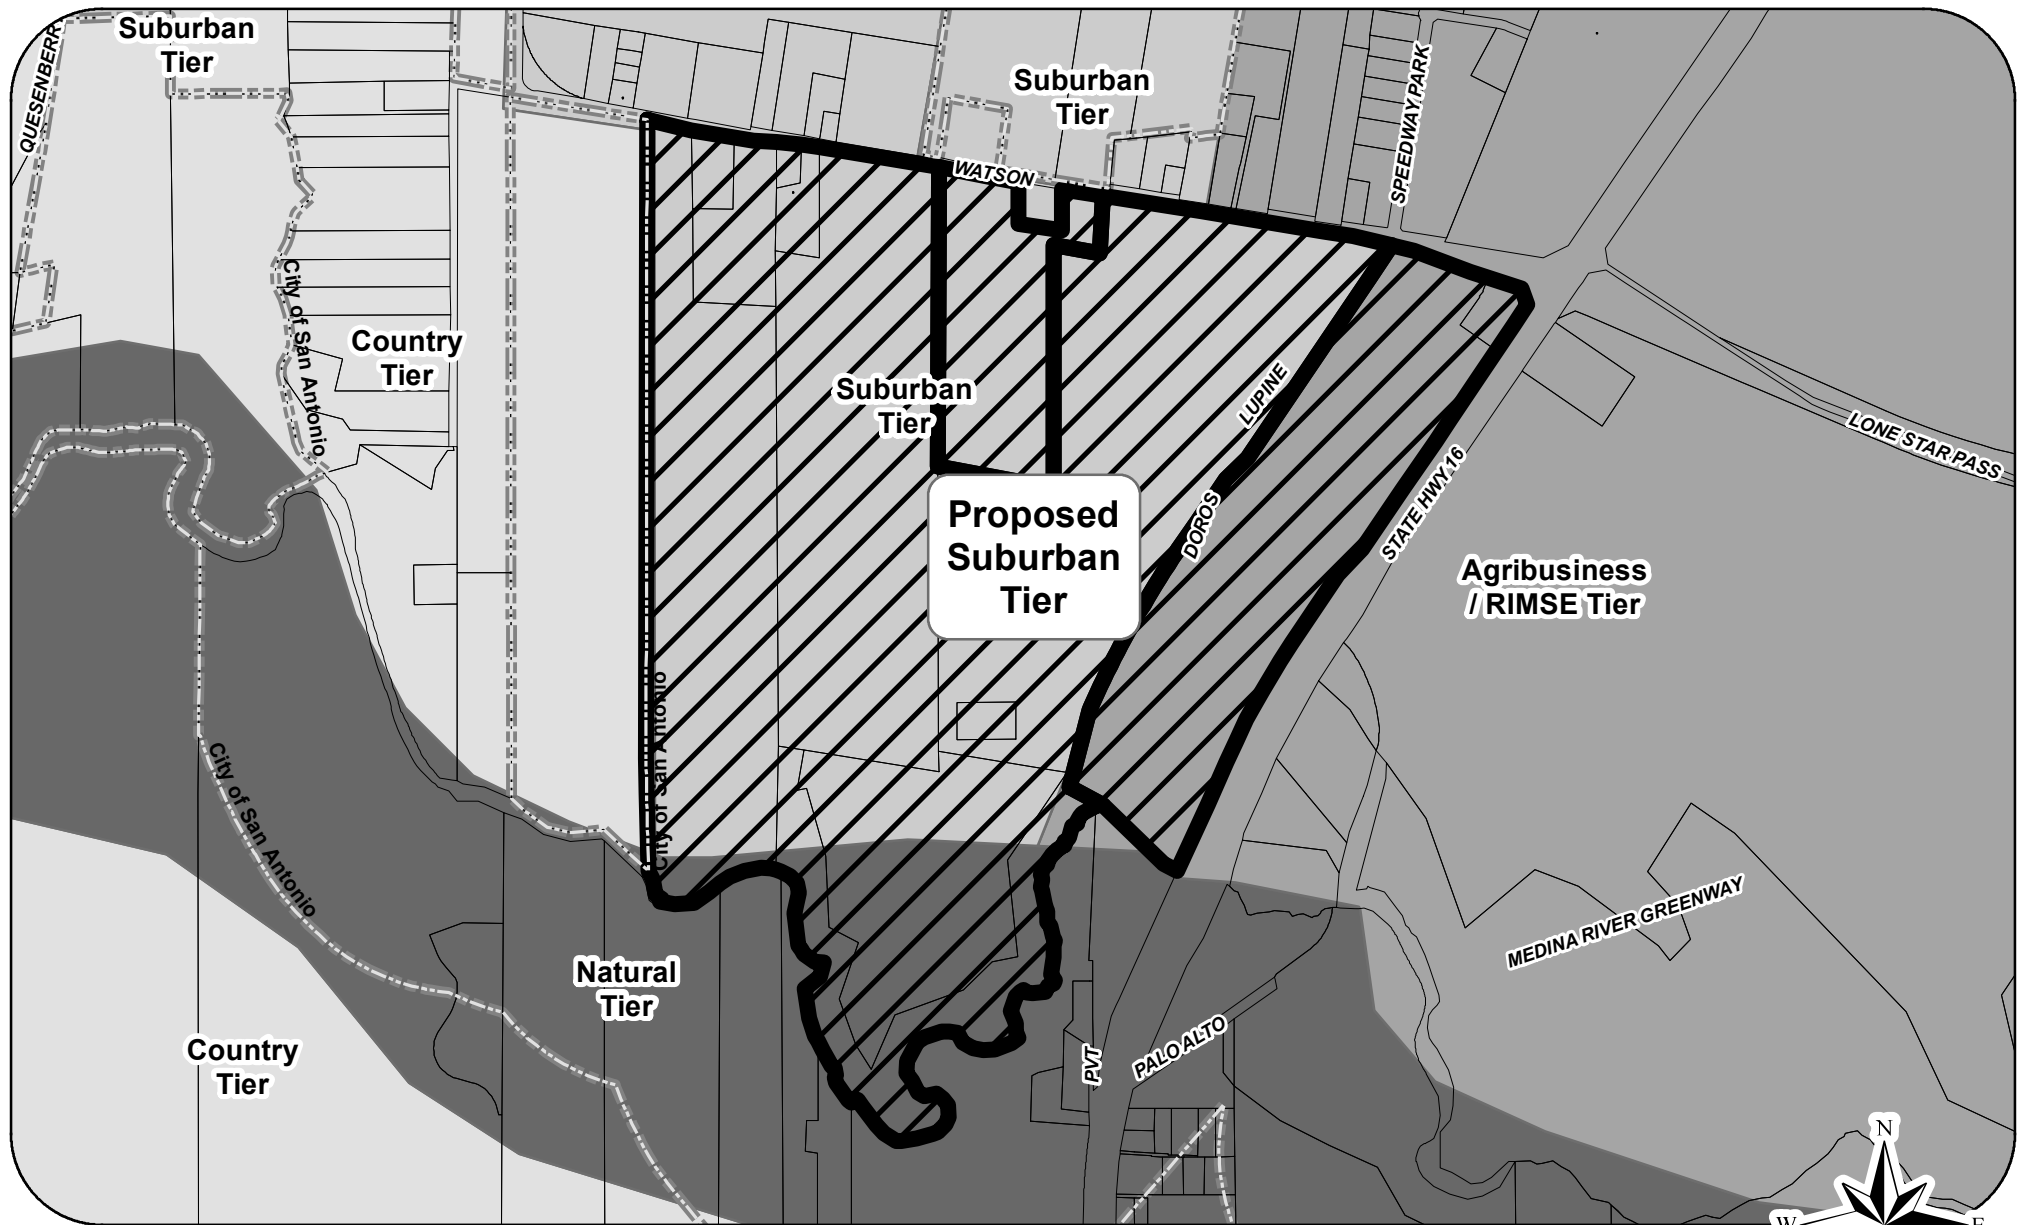 Suburban
Tier
QUESENBERR
Suburban
Tier
SPEEDWAY PARK
WATSON
City of San Antonio
Country
Tier
Suburban
Tier
LUPINE
DOROS
STATE HWY 16
LONE STAR PASS
Proposed
Suburban
Tier
Agribusiness
/ RIMSE Tier
City of San Antonio
City of San Antonio
MEDINA RIVER GREENWAY
Natural
Tier
Country
Tier
PVT
PALO ALTO
N
W
E